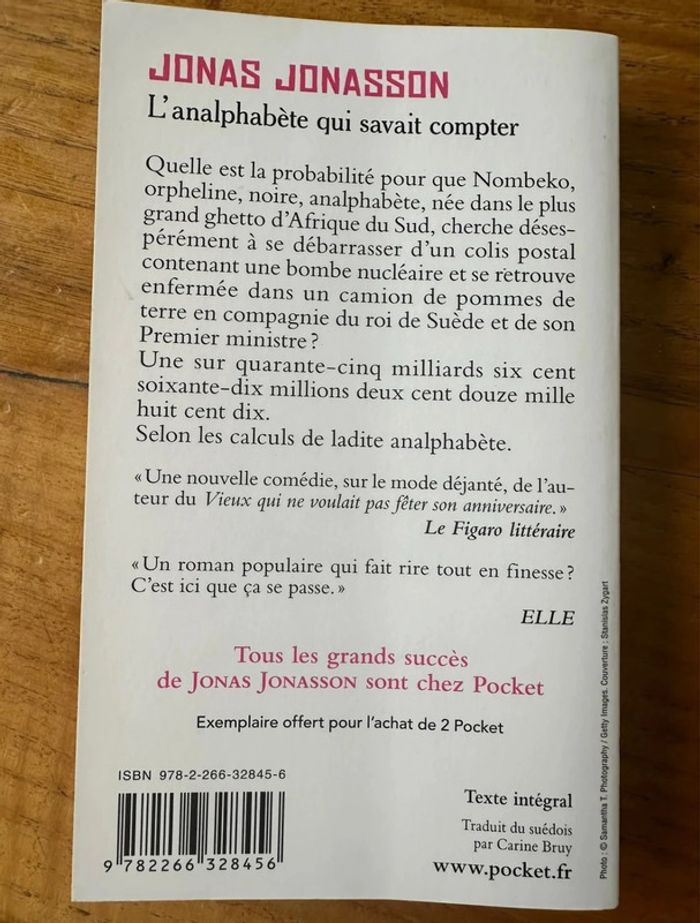 JONAS JONASSON
L'analphabète qui savait compter
Quelle est la probabilité pour que Nombeko,
orpheline, noire, analphabète, née dans le plus
grand ghetto d'Afrique du Sud, cherche déses-
pérément à se débarrasser d'un colis postal
contenant une bombe nucléaire et se retrouve
enfermée dans un camion de pommes de
terre en compagnie du roi de Suède et de son
Premier ministre ?
Une sur quarante-cinq milliards six cent
soixante-dix millions deux cent douze mille
huit cent dix.
Selon les calculs de ladite analphabète.
« Une nouvelle comédie, sur le mode déjanté, de l'au-
teur du Vieux qui ne voulait pas fêter son anniversaire. »
Le Figaro littéraire
« Un roman populaire qui fait rire tout en finesse ?
C'est ici que ça se passe. »
ELLE
Tous les grands succès
de JONAS JONASSON sont chez Pocket
Exemplaire offert pour l'achat de 2 Pocket
ISBN 978-2-266-32845-6
9 782266 328456
Texte intégral
Traduit du suédois
par Carine Bruy
www.pocket.fr
Photo : © Samantha T. Photography / Getty Images. Couverture : Stanislas Zygart